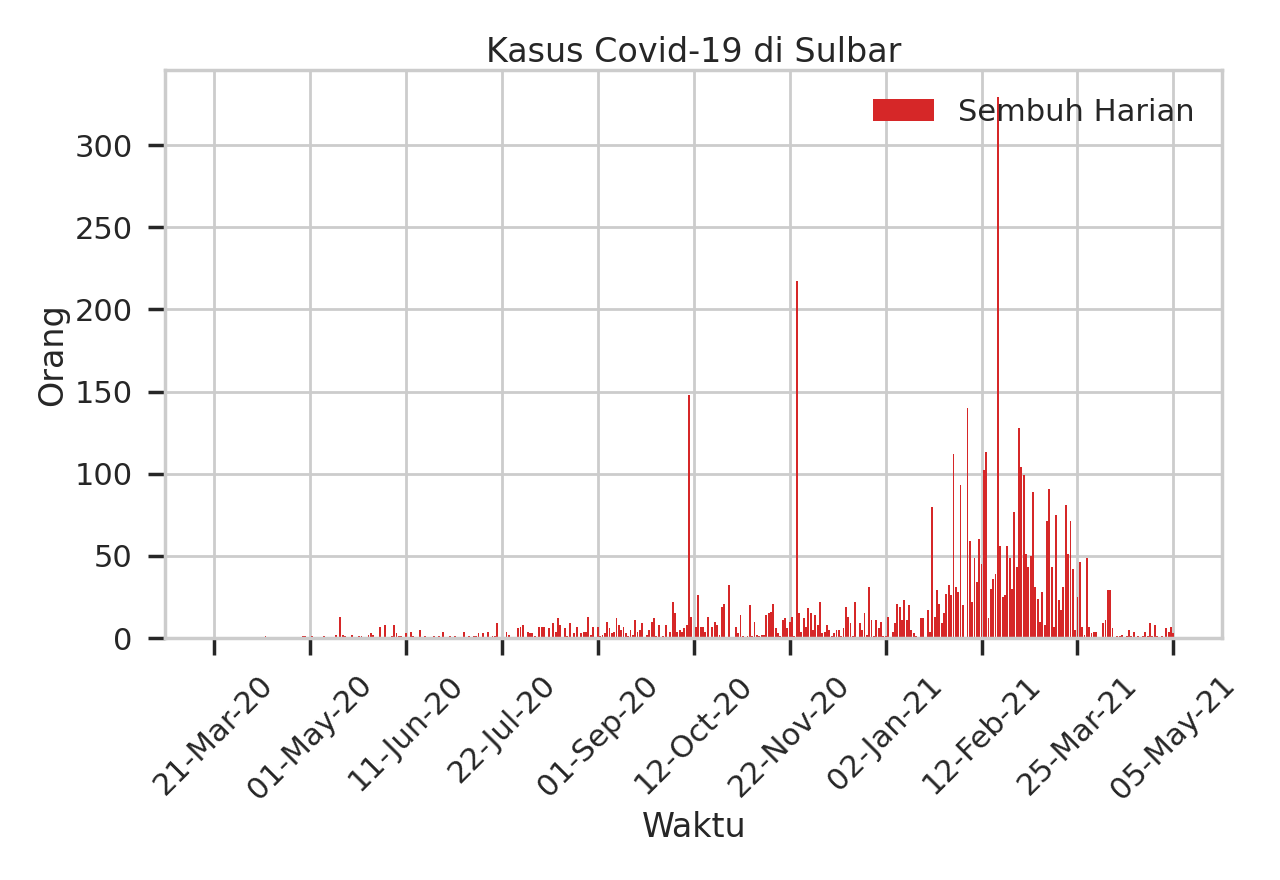 Kasus Covid-19 di Sulbar
Sembuh Harian
Orang
300
250
200
150
100
50
0
21-Mar-20
01-May-20
11-Jun-20
22-Jul-20
01-Sep-20
12-Oct-20
22-Nov-20
02-Jan-21
12-Feb-21
25-Mar-21
05-May-21
Waktu